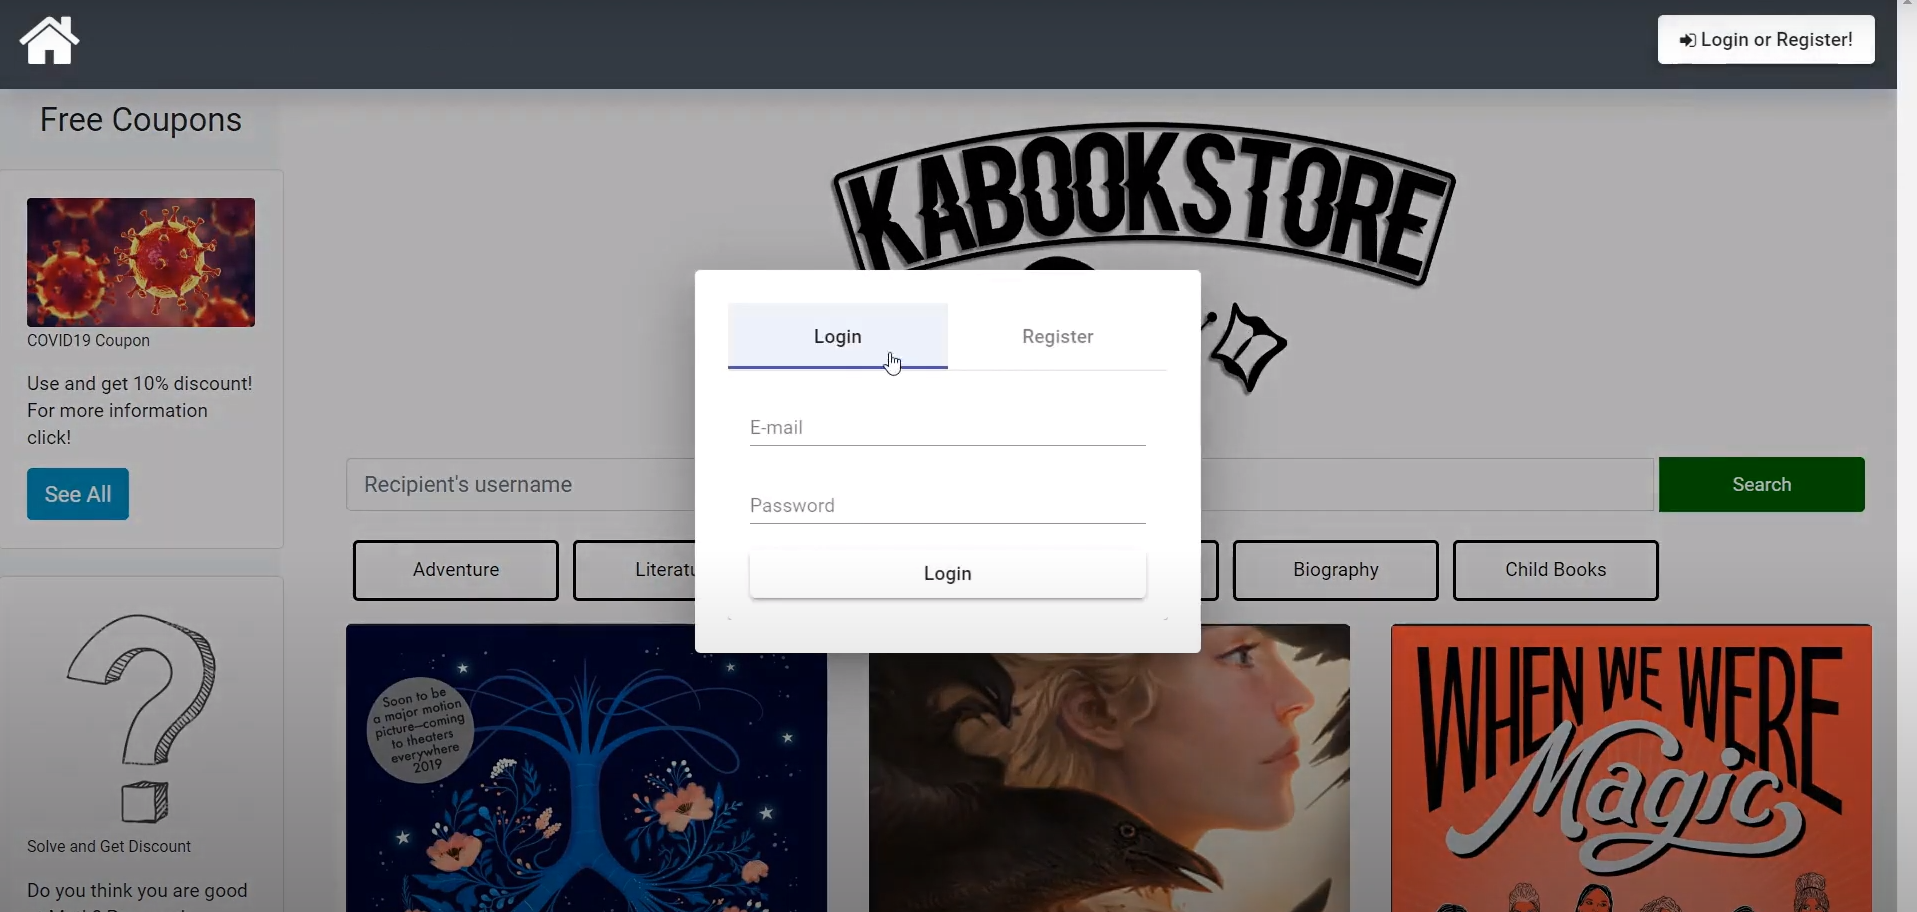 Login or Register!
Free Coupons
COVID19 Coupon
Use and get 10% discount!
For more information
click!
See All
Solve and Get Discount
Do you think you are good
KABOOKSTORE
Login
Register
E-mail
Password
Login
Recipient's username
Search
Adventure
Biography
Child Books
Soon to be
a major motion
picture—coming
to theaters
everywhere
2019
WHEN WE WERE
Magic